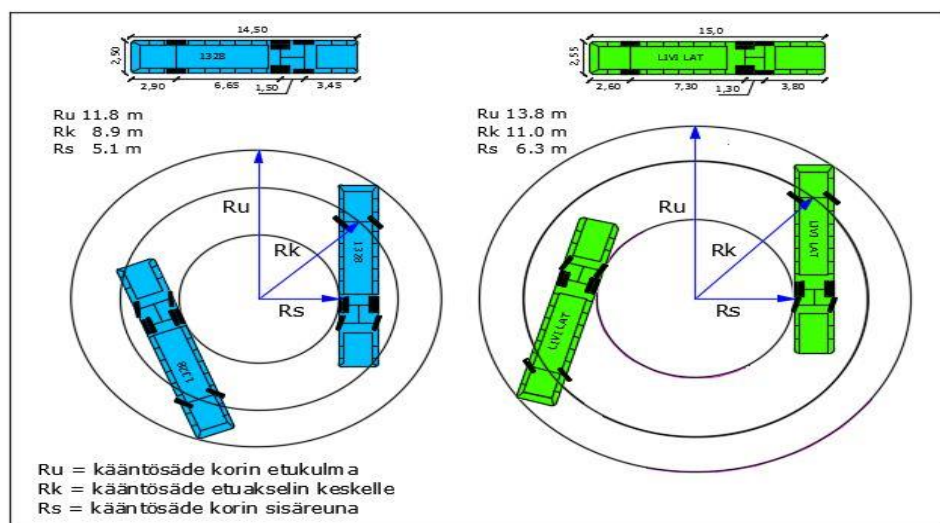 14,50
2,50
1328
2,90 6,65 1,50 3,45
Ru 11.8 m
Rk 8.9 m
Rs 5.1 m
Ru
Rk
Rs
1328
1328
15,0
2,55
LIVI LAT
2,60 7,30 1,30 3,80
Ru 13.8 m
Rk 11.0 m
Rs 6.3 m
Ru
Rk
Rs
LIVI LAT
LIVI LAT
Ru = kääntösäde korin etukulma
Rk = kääntösäde etuakselin keskelle
Rs = kääntösäde korin sisäreuna